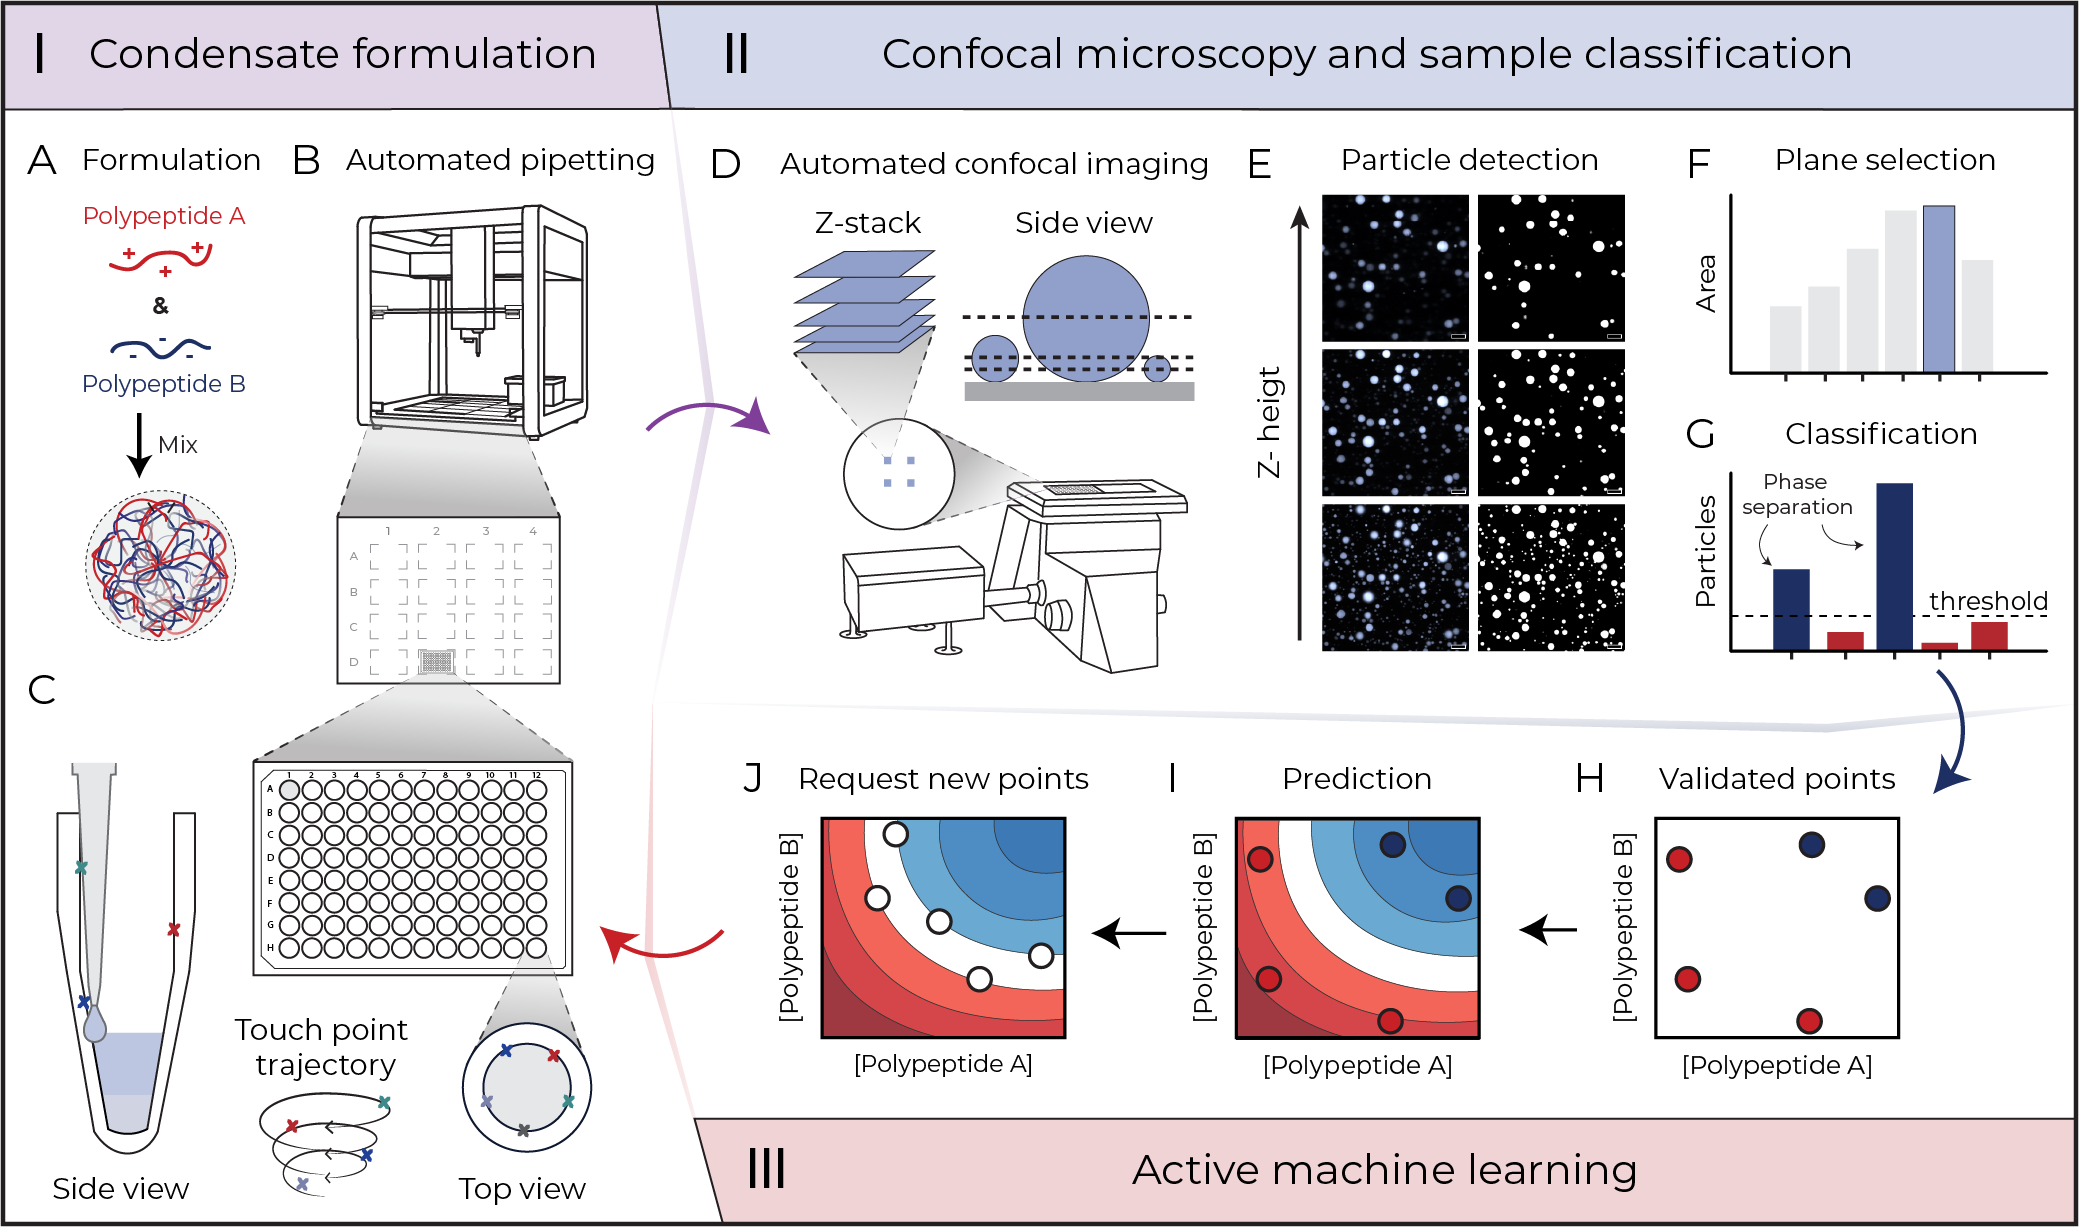 I Condensate formulation
II Confocal microscopy and sample classification
A Formulation
Polypeptide A
+ + +
&
- - -
Polypeptide B
Mix
B Automated pipetting
1 2 3 4
A
B
C
D
1 2 3 4 5 6 7 8 9 10 11 12
A
B
C
D
E
F
G
H
C
Touch point
trajectory
Side view
Top view
D Automated confocal imaging
Z-stack
Side view
E Particle detection
Z- heigt
F Plane selection
Area
G Classification
Phase
separation
threshold
Particles
H Validated points
[Polypeptide B]
[Polypeptide A]
I Prediction
[Polypeptide B]
[Polypeptide A]
J Request new points
[Polypeptide B]
[Polypeptide A]
III Active machine learning